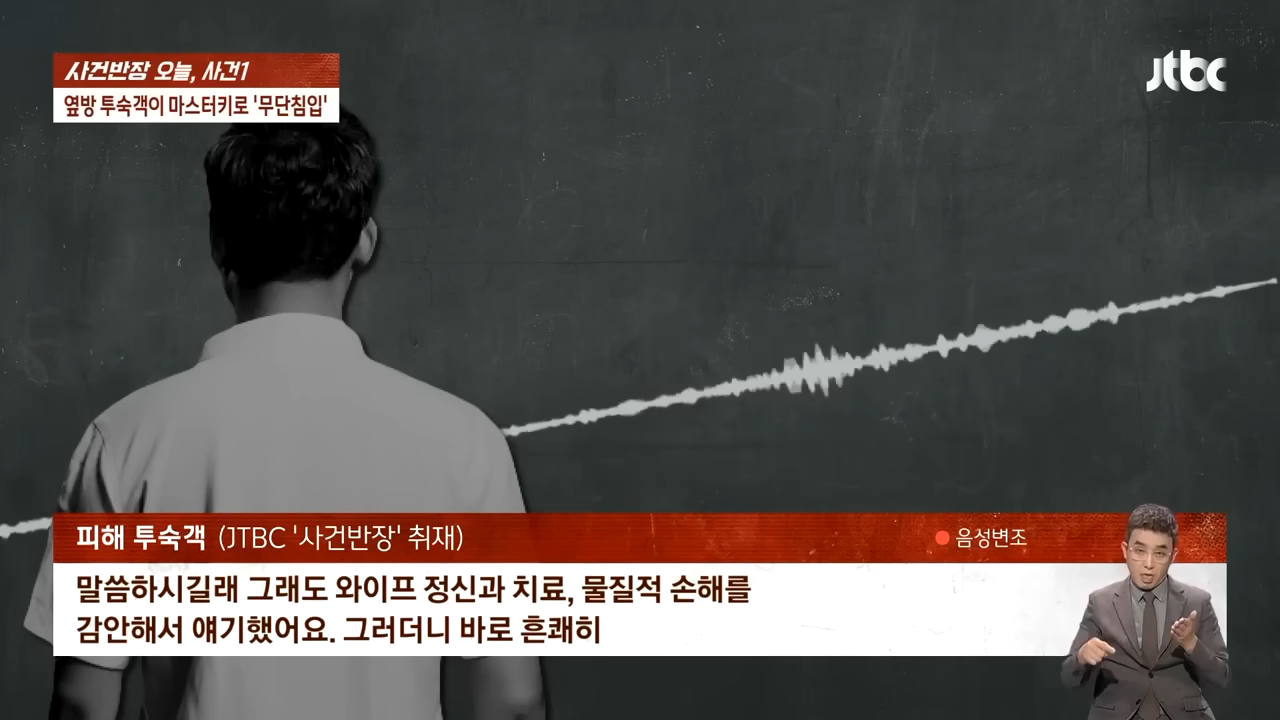 사건반장 오늘, 사건1
옆방 투숙객이 마스터키로 '무단침입'
jtbc
피해 투숙객 (JTBC '사건반장' 취재)
음성변조
말씀하시길래 그래도 와이프 정신과 치료, 물질적 손해를
감안해서 얘기했어요. 그러더니 바로 흔쾌히